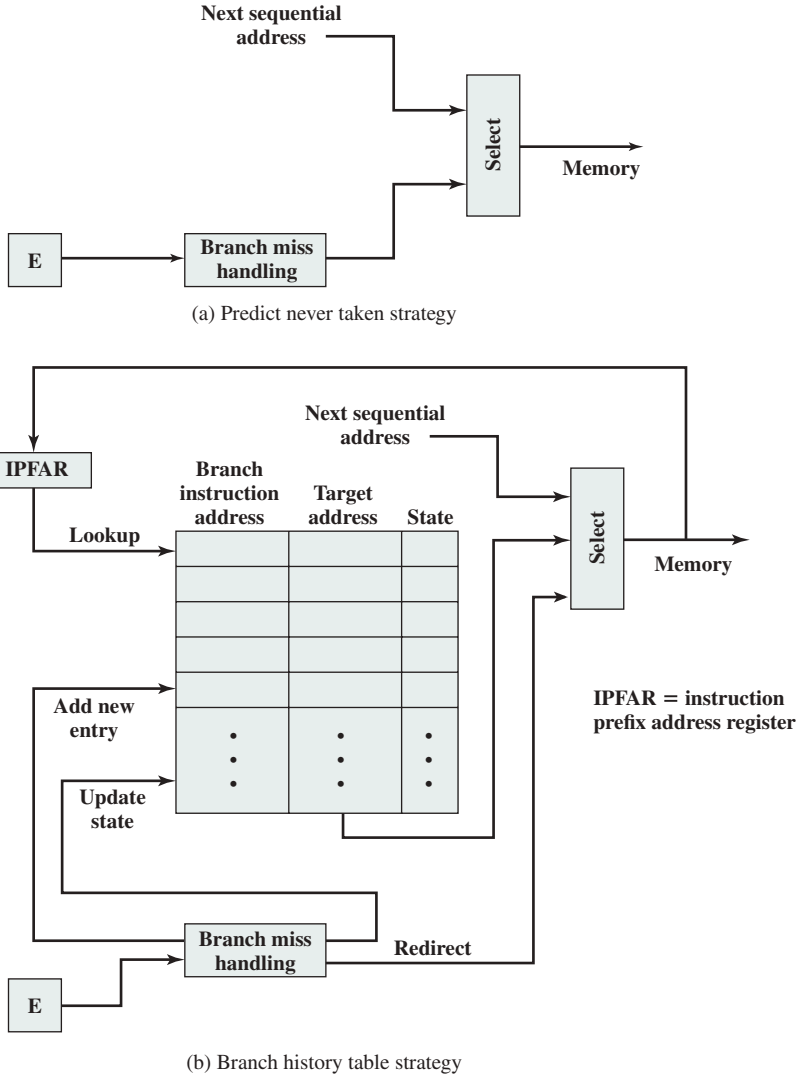 Next sequential
address
Select
Memory
E
Branch miss
handling
(a) Predict never taken strategy
Next sequential
address
IPFAR
Branch
instruction
address
Target
address
State
Lookup
Select
Memory
Add new
entry
IPFAR = instruction
prefix address register
Update
state
Branch miss
handling
Redirect
E
(b) Branch history table strategy